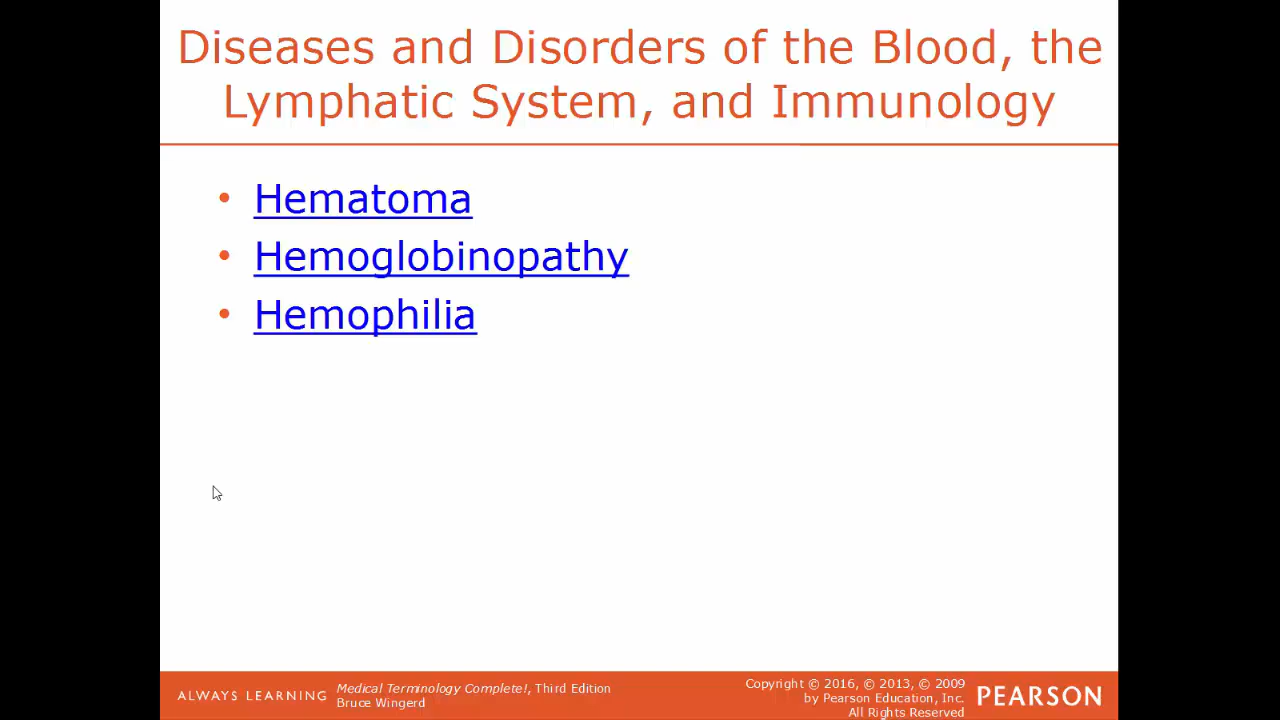 Diseases and Disorders of the Blood, the
Lymphatic System, and Immunology
• Hematoma
• Hemoglobinopathy
• Hemophilia
ALWAYS LEARNING
Medical Terminology Complete!, Third Edition
Bruce Wingerd
Copyright © 2016, © 2013, © 2009
by Pearson Education, Inc.
All Rights Reserved
PEARSON